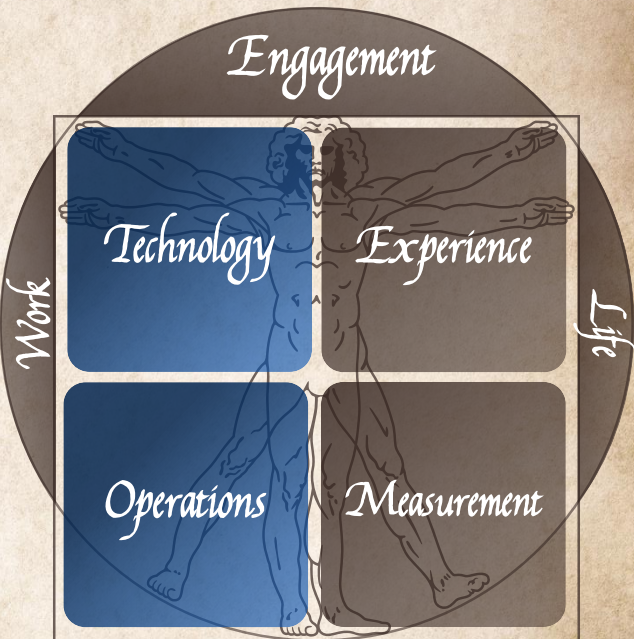 Engagement
Technology
Experience
Work
Life
Operations
Measurement